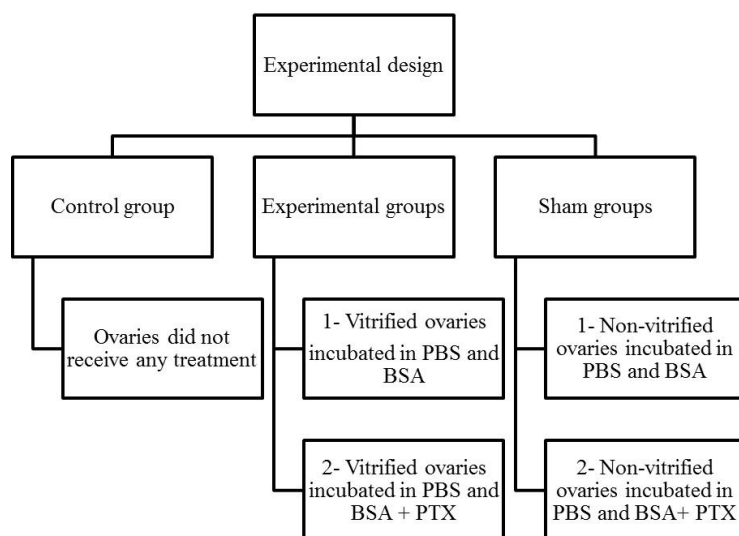 Experimental design
Control group
Experimental groups
Sham groups
Ovaries did not
receive any treatment
1- Vitrified ovaries
incubated in PBS and
BSA
1- Non-vitrified
ovaries incubated in
PBS and BSA
2- Vitrified ovaries
incubated in PBS and
BSA + PTX
2- Non-vitrified
ovaries incubated in
PBS and BSA+ PTX